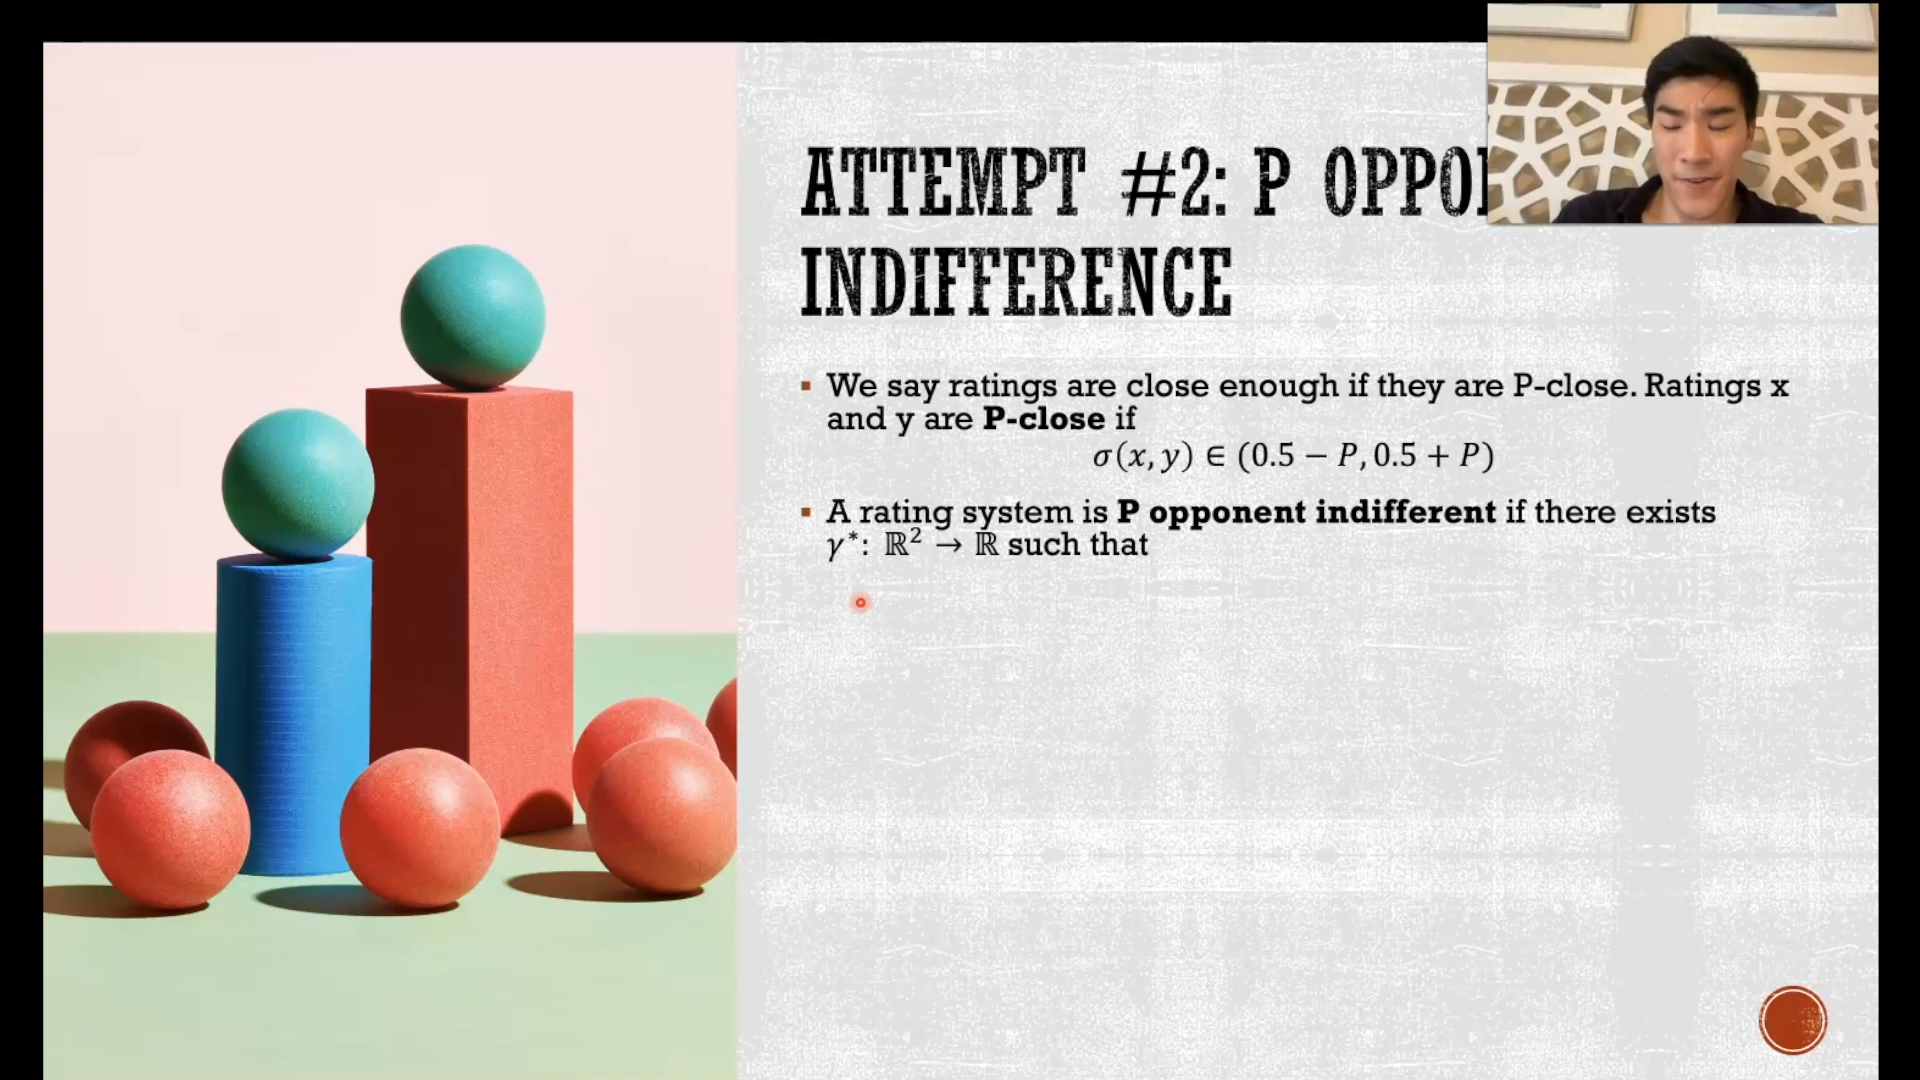 ATTEMPT #2: P
INDIFFERENCE
We say ratings are close enough if they are P-close. Ratings x
and y are P-close if
σ(x, y) ∈ (0.5 − P, 0.5 + P)
A rating system is P opponent indifferent if there exists
γ*: ℝ² → ℝ such that